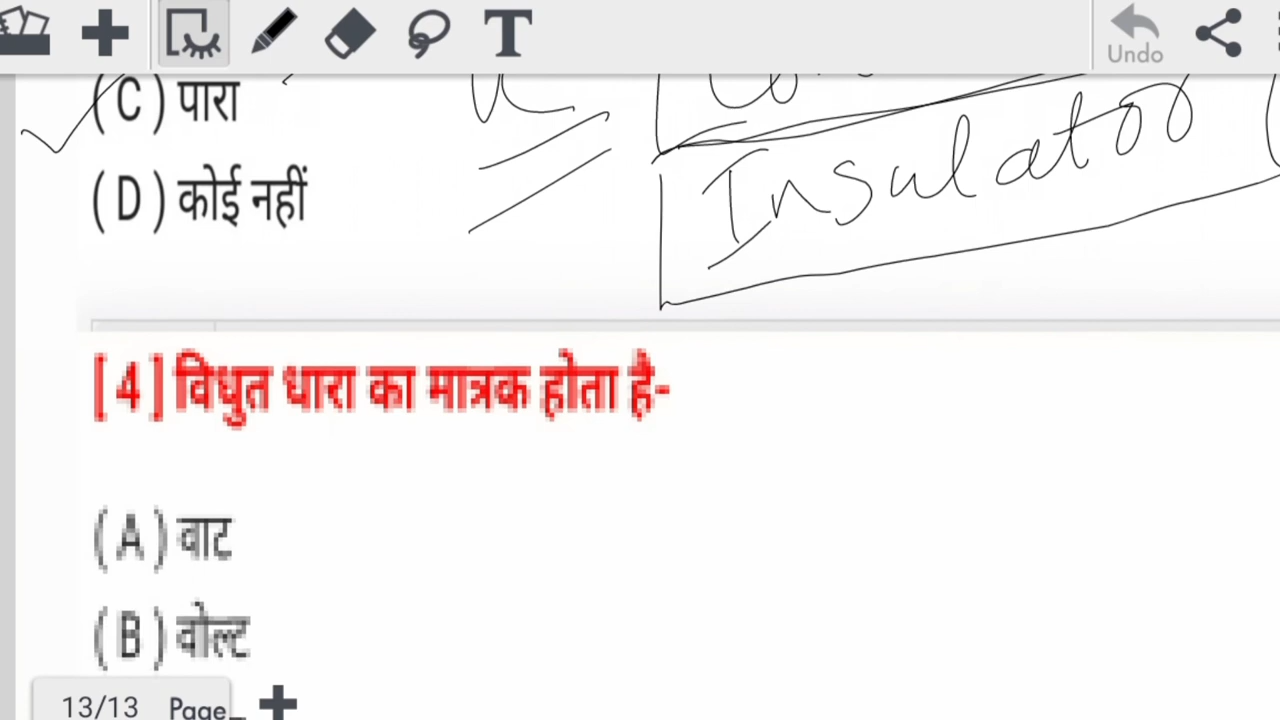 T
Undo
( C ) पारा
( D ) कोई नहीं
Insulator
[ 4 ] विधुत धारा का मात्रक होता है-
( A ) वाट
( B ) वोल्ट
13/13 Page